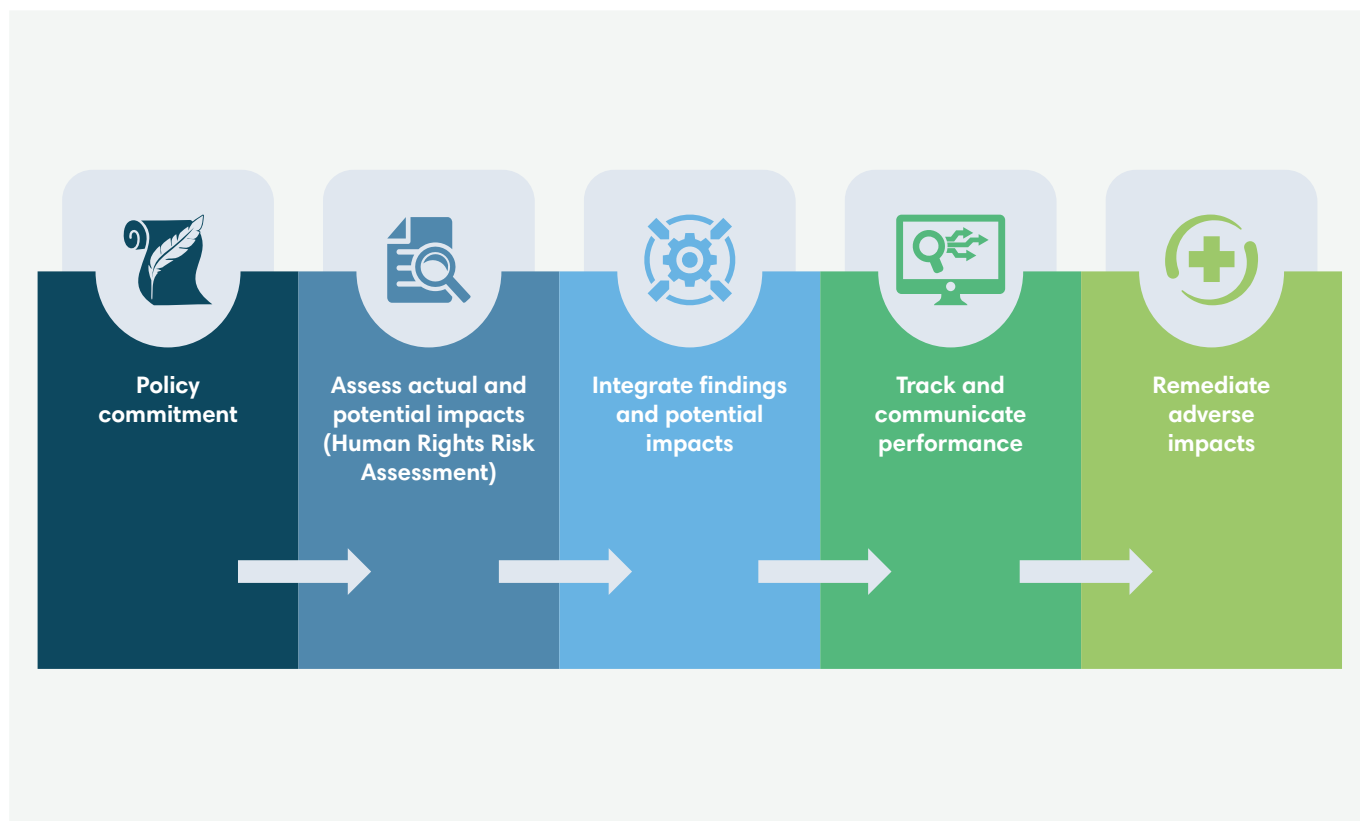 Policy
commitment
Assess actual and
potential impacts
(Human Rights Risk
Assessment)
Integrate findings
and potential
impacts
Track and
communicate
performance
Remediate
adverse
impacts